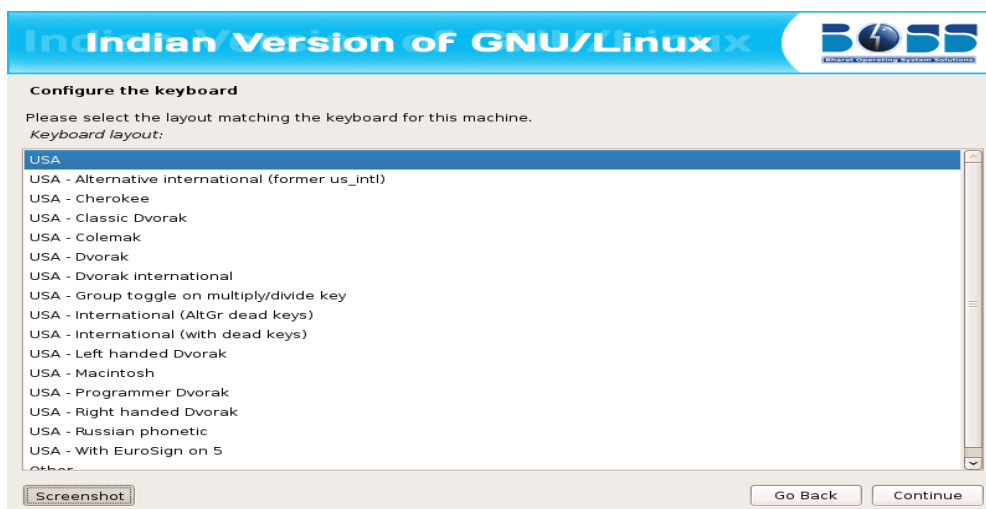 Indian Version of GNU/Linux
BOSS
Bharat Operating System Solutions
Configure the keyboard
Please select the layout matching the keyboard for this machine.
Keyboard layout:
USA
USA - Alternative international (former us_intl)
USA - Cherokee
USA - Classic Dvorak
USA - Colemak
USA - Dvorak
USA - Dvorak international
USA - Group toggle on multiply/divide key
USA - International (AltGr dead keys)
USA - International (with dead keys)
USA - Left handed Dvorak
USA - Macintosh
USA - Programmer Dvorak
USA - Right handed Dvorak
USA - Russian phonetic
USA - With EuroSign on 5
Other
Screenshot
Go Back
Continue